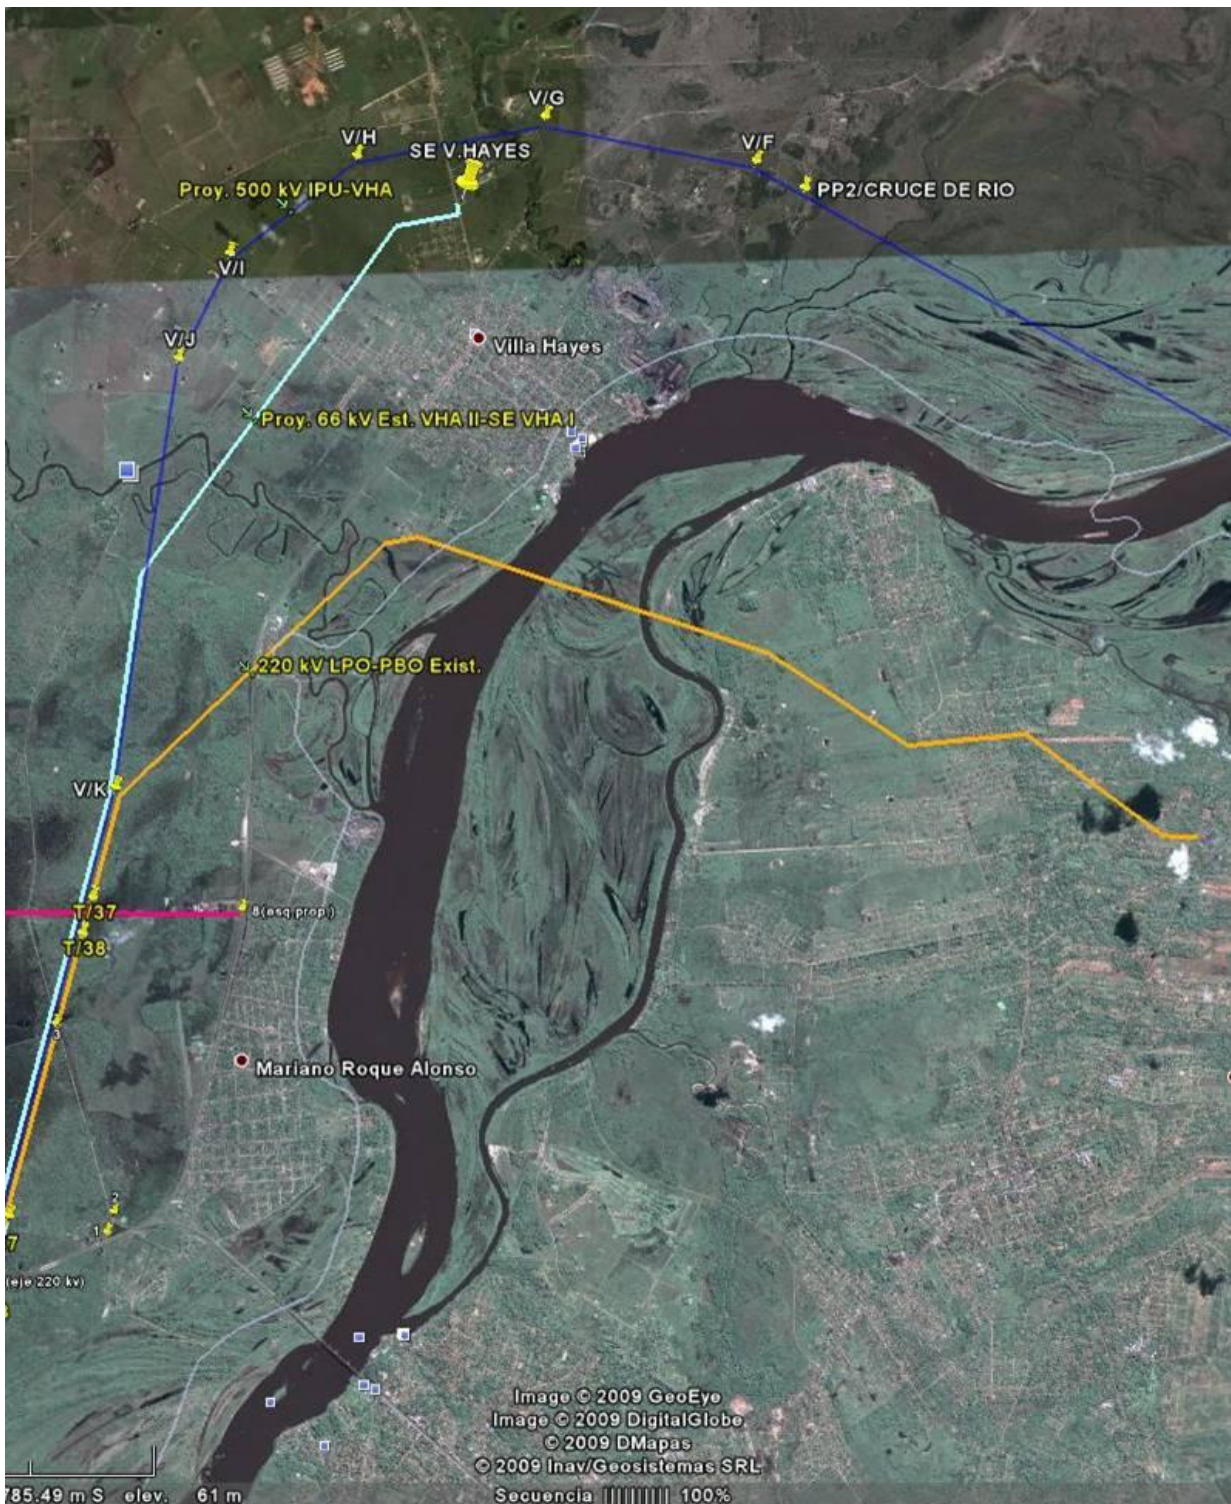 V/G
V/H
V/F
SE V.HAYES
Proy. 500 kV IPU-VHA
PP2/CRUCE DE RIO
V/I
V/J
Villa Hayes
Proy. 66 kV Est. VHA II-SE VHA I
220 kV LPO-PBO Exist.
V/K
T/37
8(esq.prop.)
T/38
3
Mariano Roque Alonso
2
1
7
(eje 220 kv)
Image © 2009 GeoEye
Image © 2009 DigitalGlobe
© 2009 DMapas
© 2009 Inav/Geosistemas SRL
785.49 m S elev. 61 m
Secuencia |||||||||| 100%